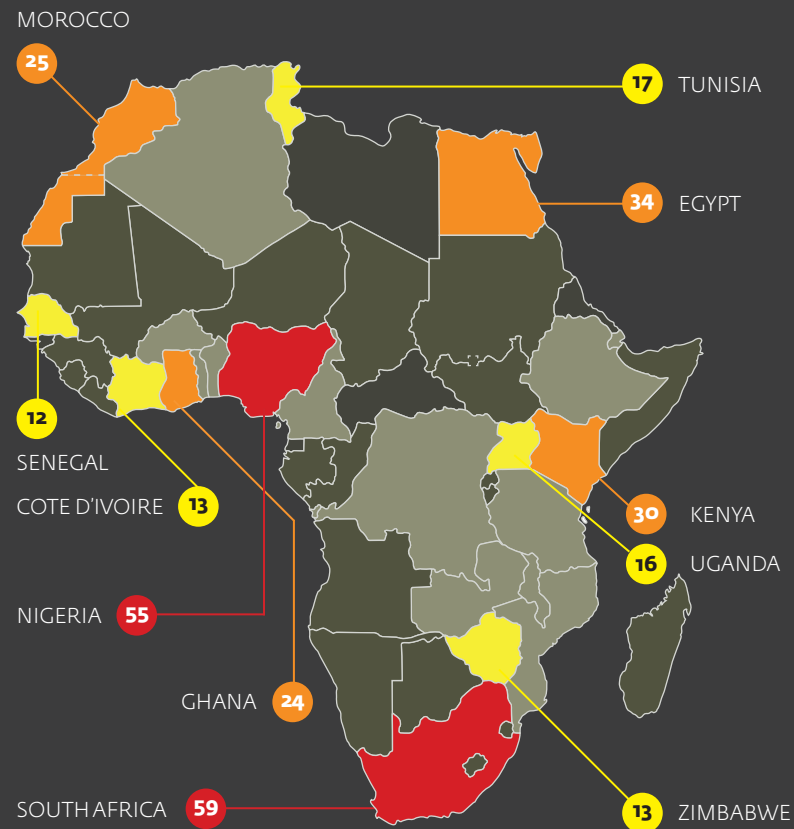 MOROCCO
25
17 TUNISIA
34 EGYPT
12
SENEGAL
COTE D'IVOIRE 13
30 KENYA
16 UGANDA
NIGERIA 55
GHANA 24
SOUTH AFRICA 59
13 ZIMBABWE